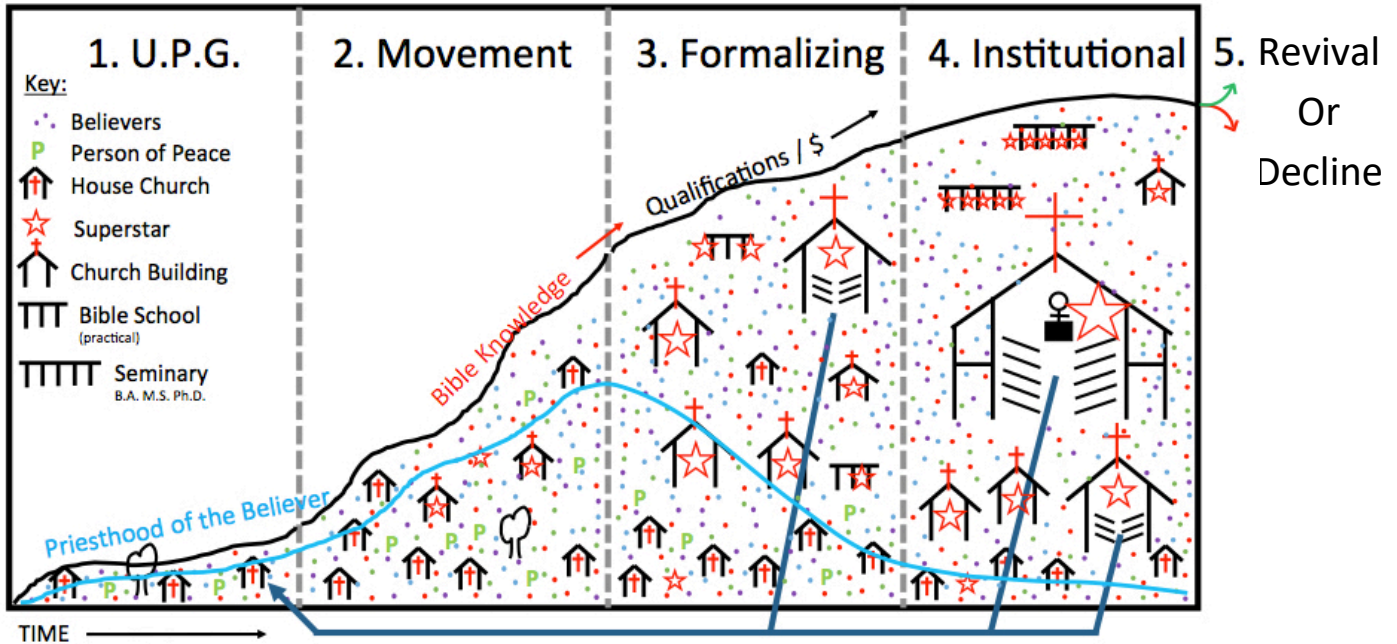 1. U.P.G.
2. Movement
3. Formalizing
4. Institutional
5. Revival
Or
Decline
Key:
Believers
P Person of Peace
House Church
Superstar
Church Building
Bible School
(practical)
Seminary
B.A. M.S. Ph.D.
Priesthood of the Believer
Bible Knowledge
Qualifications / $
P
P
P
P
P
P
P
P
P
P
P
P
P
TIME